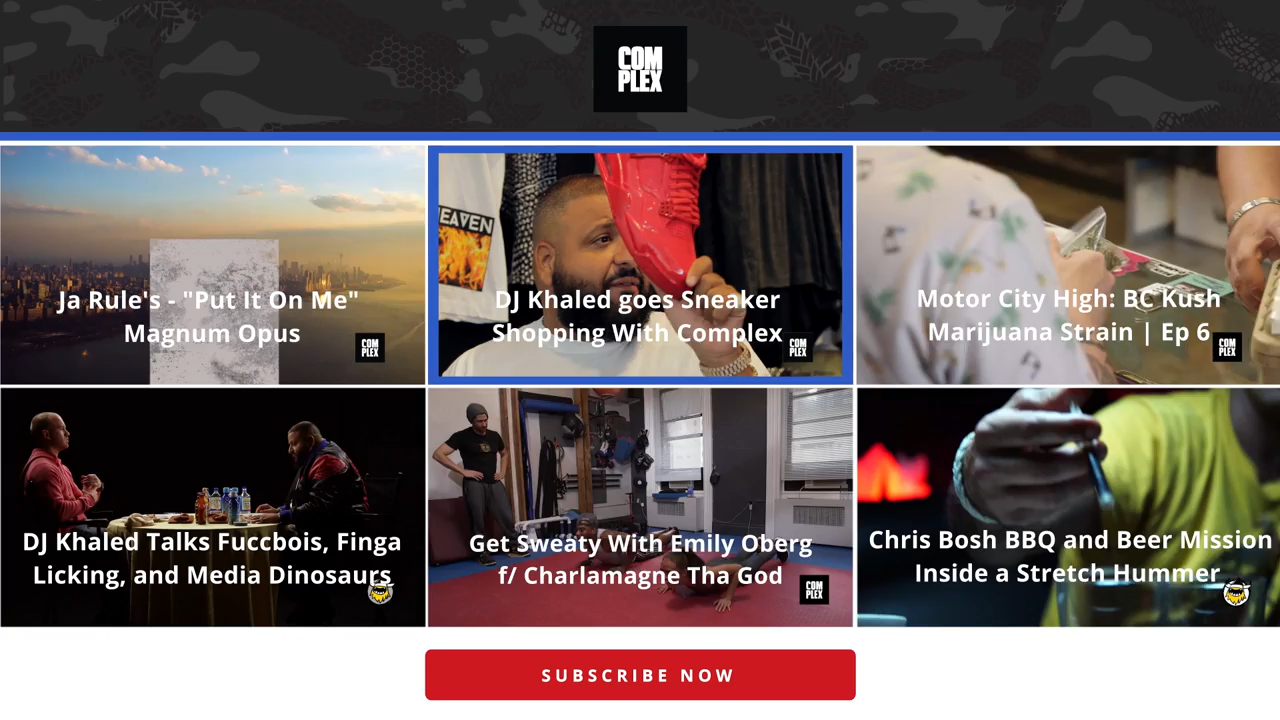 COM
PLEX
Ja Rule's - "Put It On Me"
Magnum Opus
COM
PLEX
EAVEN
DJ Khaled goes Sneaker
Shopping With Complex
COM
PLEX
Motor City High: BC Kush
Marijuana Strain | Ep 6
COM
PLEX
DJ Khaled Talks Fuccbois, Finga
Licking, and Media Dinosaurs
Get Sweaty With Emily Oberg
f/ Charlamagne Tha God
COM
PLEX
Chris Bosh BBQ and Beer Mission
Inside a Stretch Hummer
SUBSCRIBE NOW